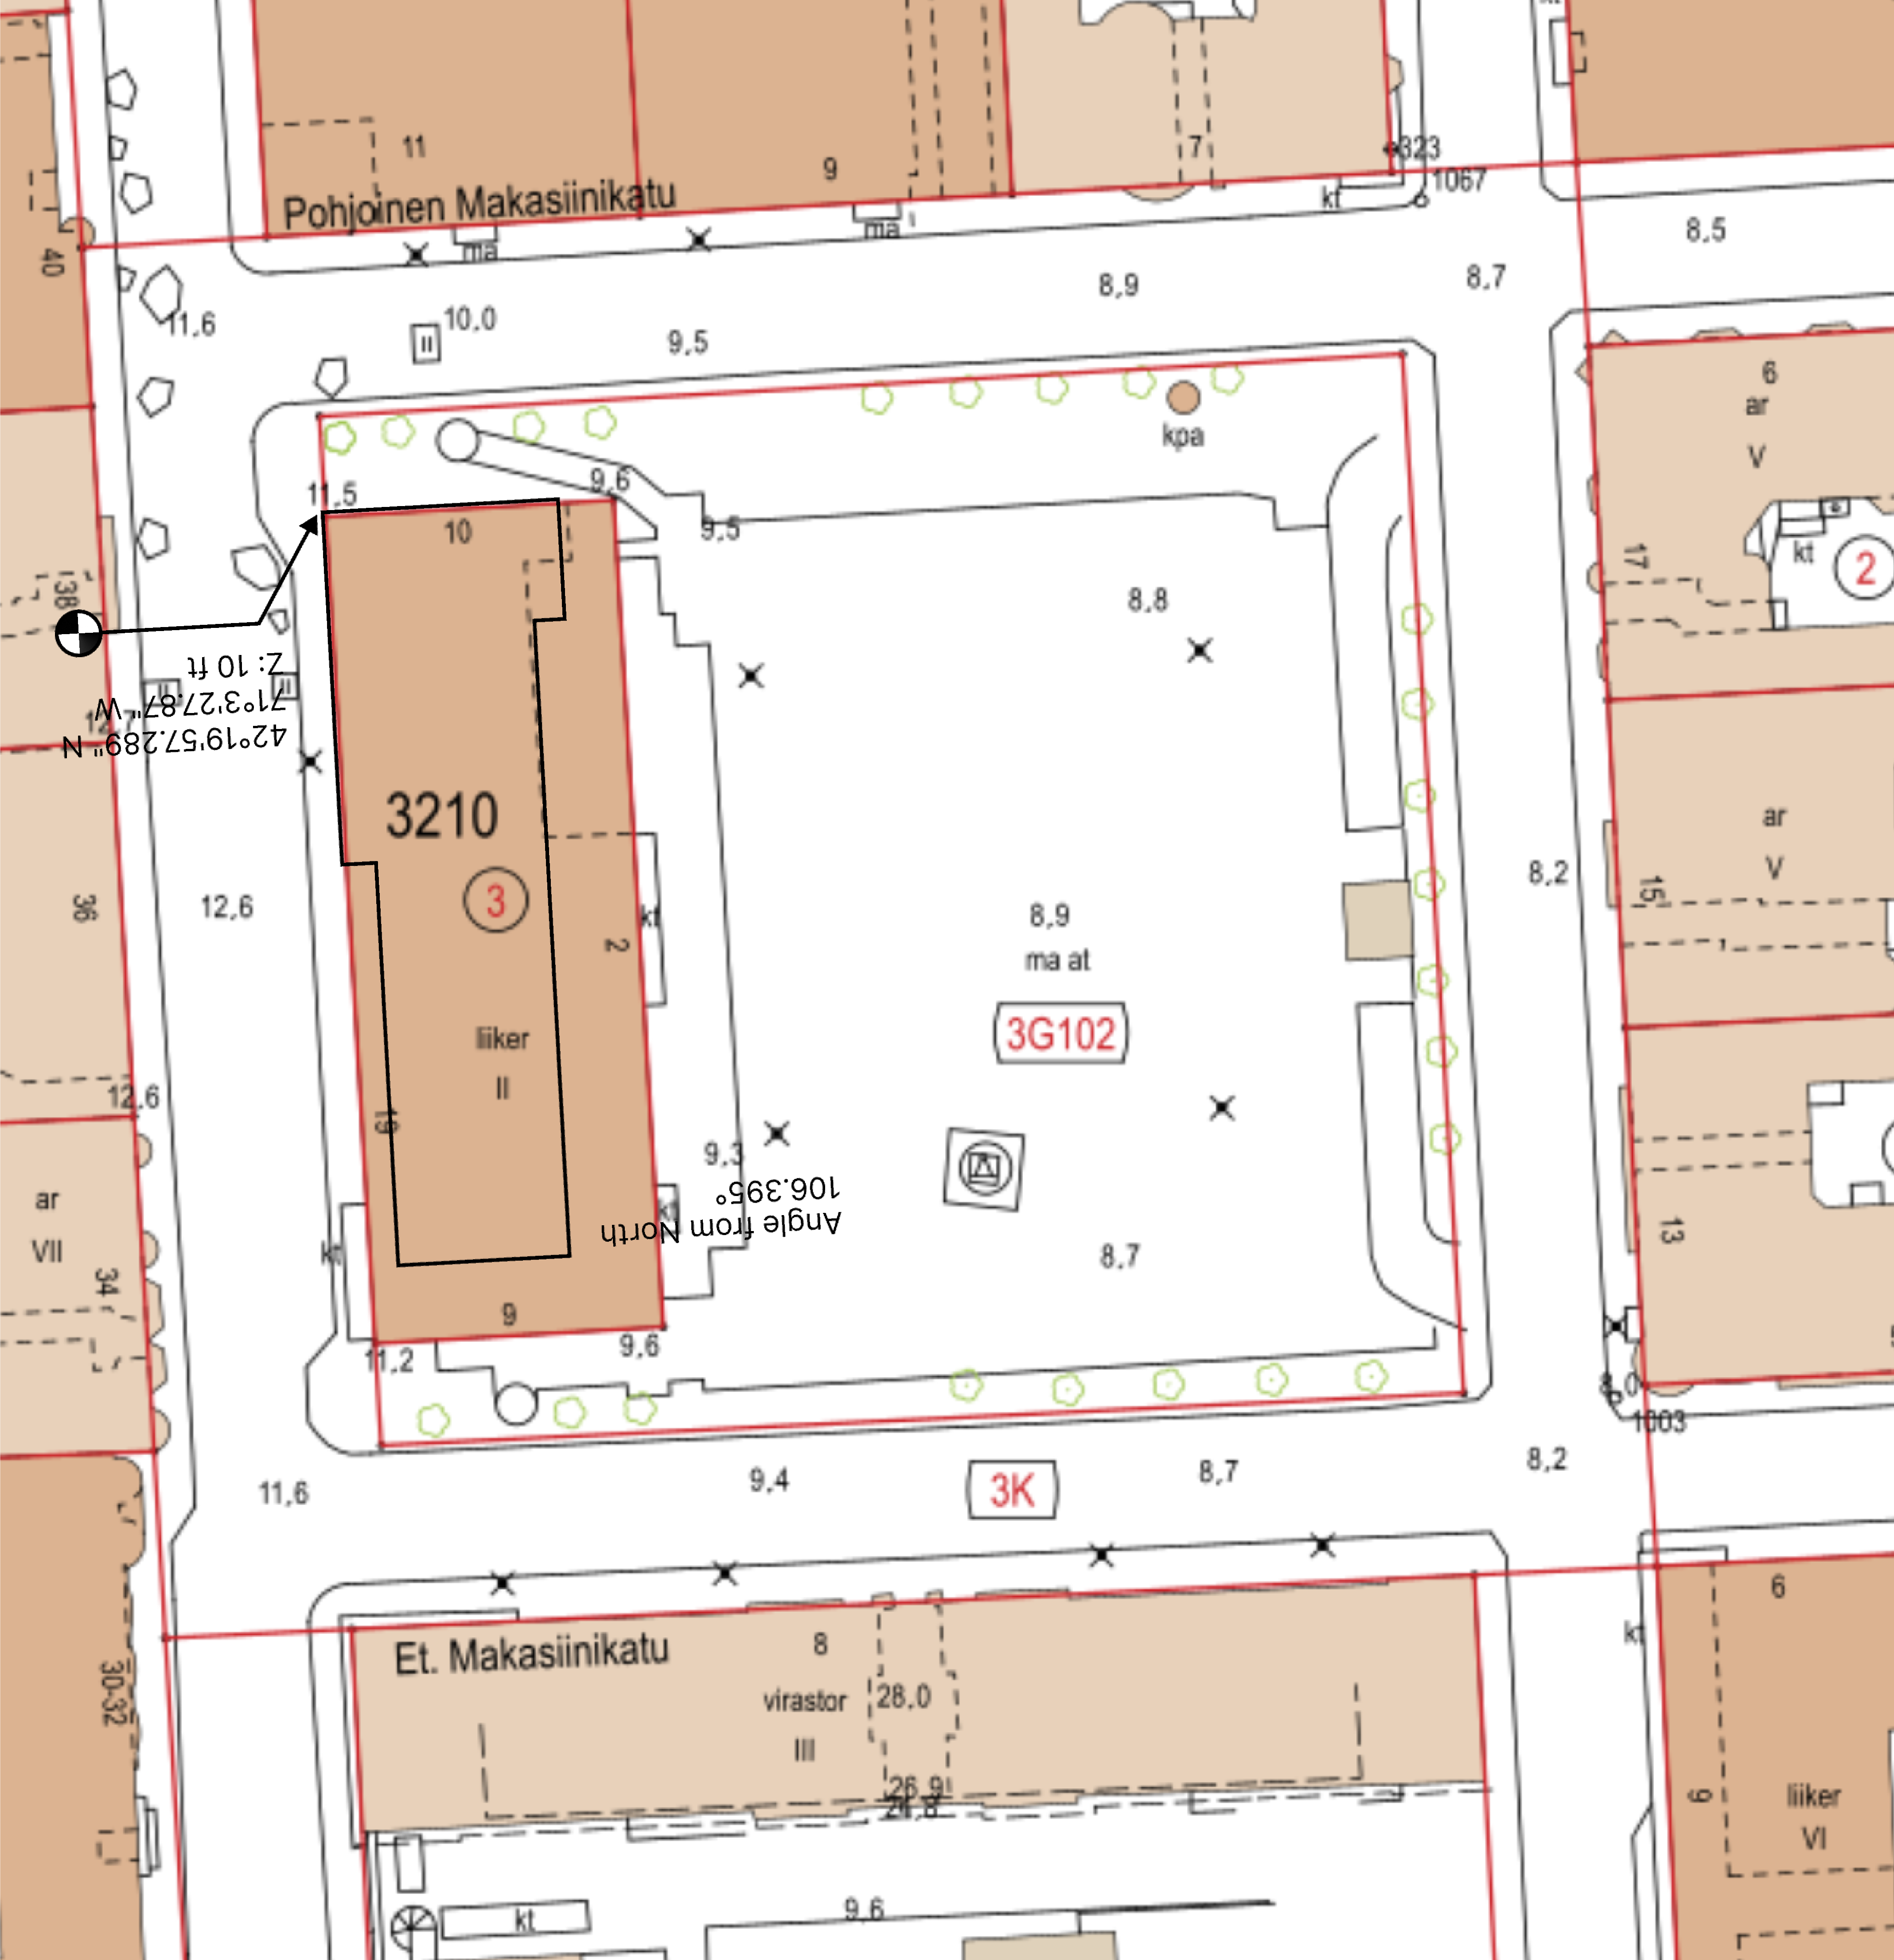 11
9
7
323
Pohjoinen Makasiinikatu
kt
1067
ma
ma
8,5
40
8,9
8,7
11,6
10,0
9,5
6
ar
V
kpa
9,6
11,5
10
9,5
17
kt
2
38
8,8
Z: 10 ft
71°3'27.87" W
42°19'57.289" N
3210
ar
V
15
8,2
3
36
12,6
kt
2
8,9
ma at
3G102
liiker
II
12,6
19
9,3
106.395°
Angle from North
kt
ar
VII
34
kt
8,7
13
9
11,2
9,6
8,0
1003
9,4
8,7
8,2
11,6
3K
6
kt
Et. Makasiinikatu
8
30-32
virastor
28,0
III
26,9
9
liiker
VI
9,6
kt